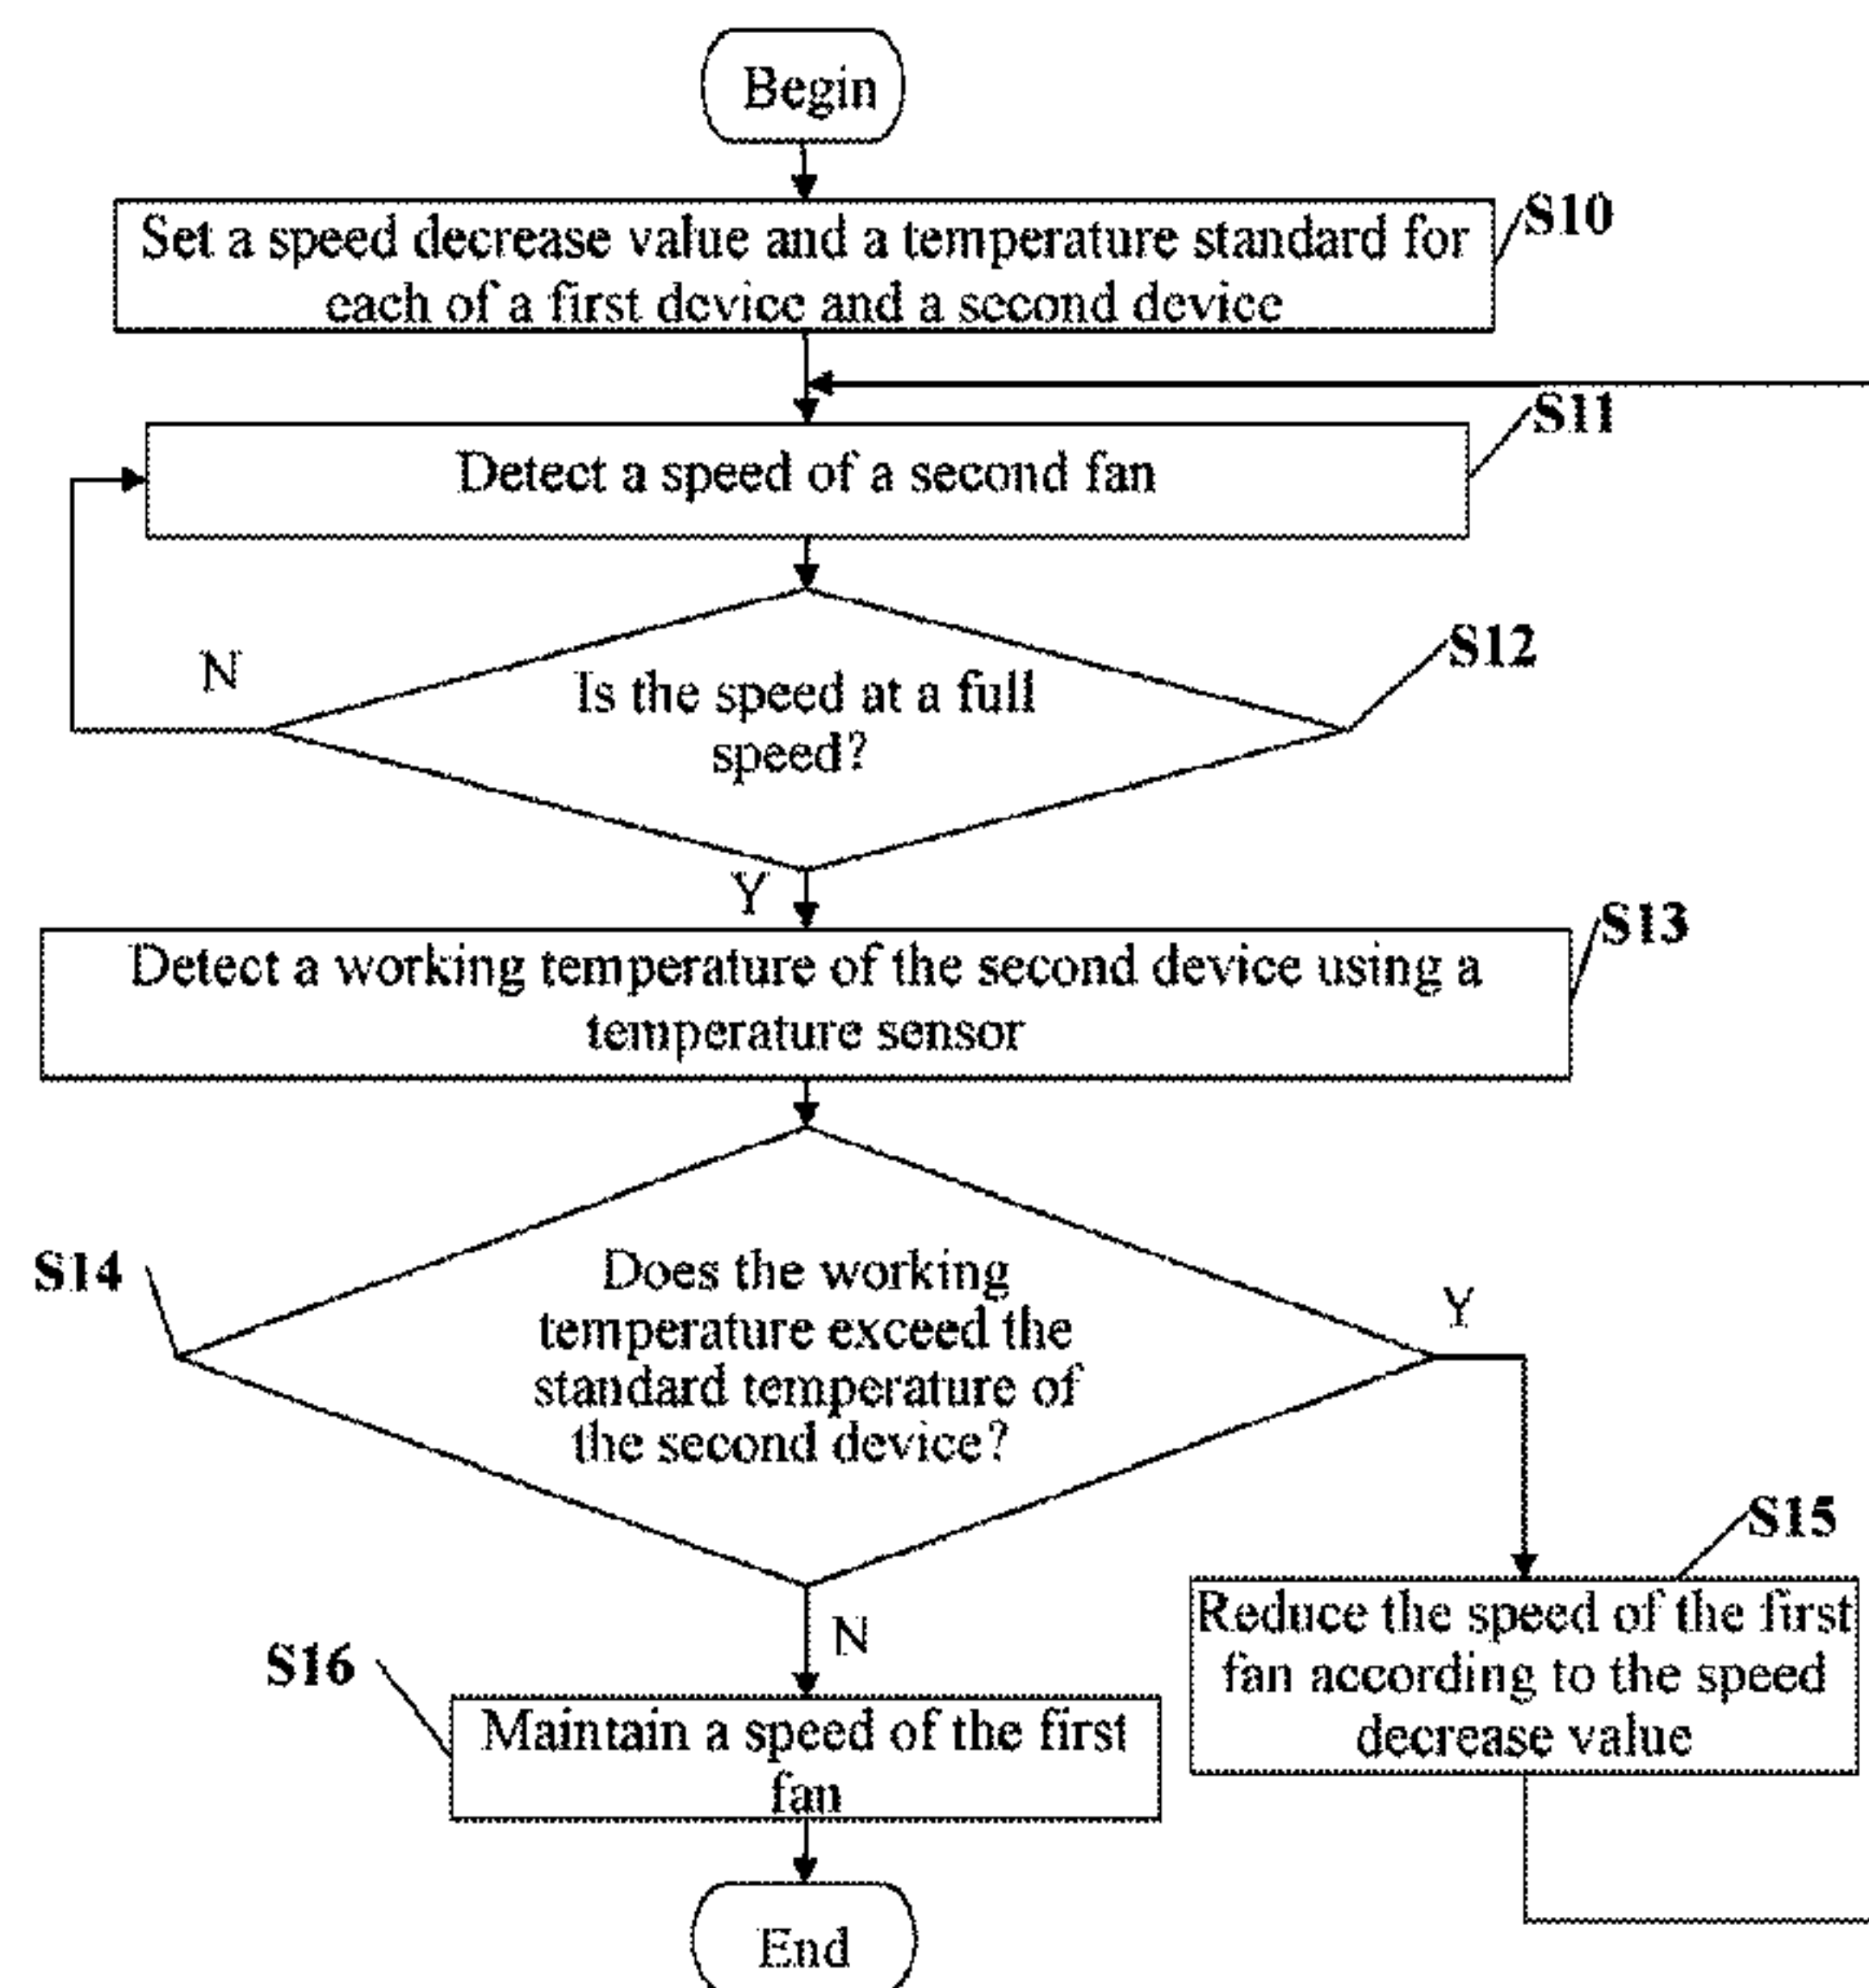 Begin
Set a speed decrease value and a temperature standard for
each of a first device and a second device
S10
Detect a speed of a second fan
S11
Is the speed at a full
speed?
S12
N
Y
Detect a working temperature of the second device using a
temperature sensor
S13
Does the working
temperature exceed the
standard temperature of
the second device?
S14
Y
N
Reduce the speed of the first
fan according to the speed
decrease value
S15
Maintain a speed of the first
fan
S16
End